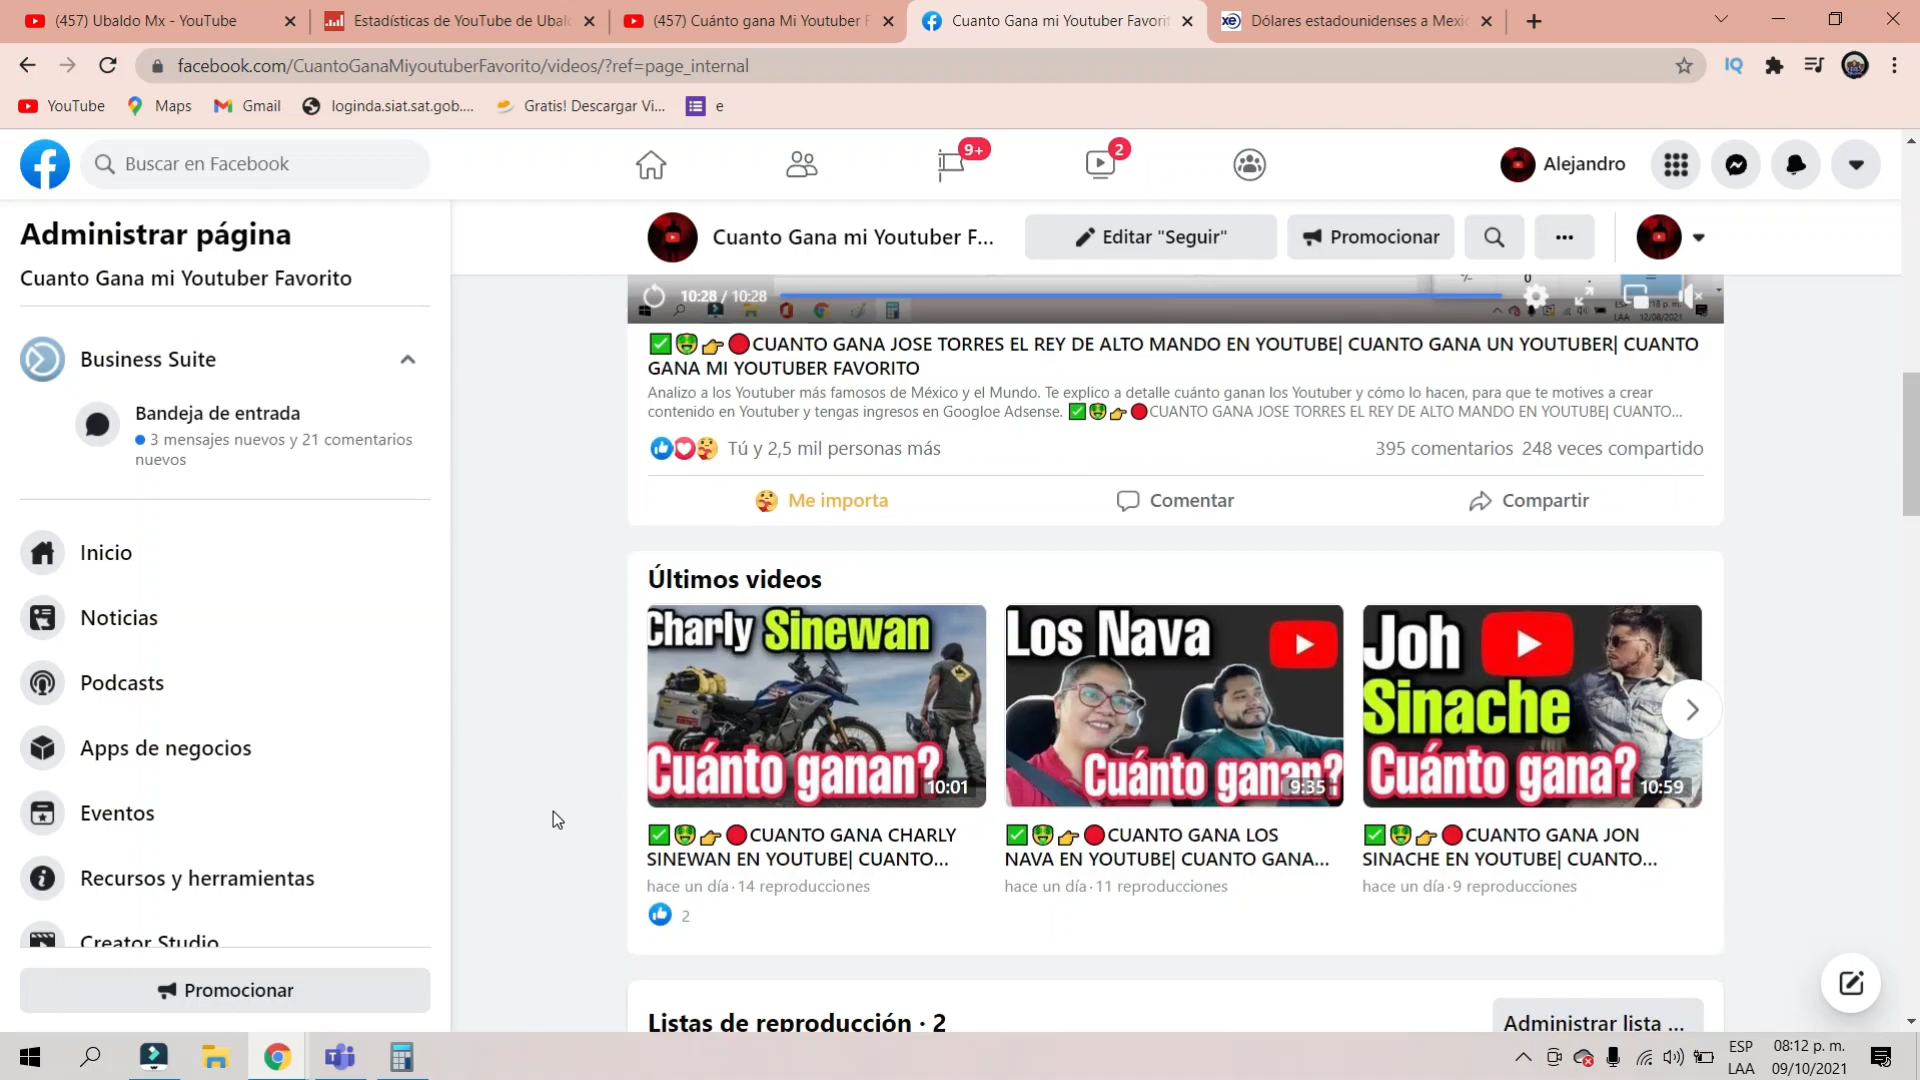 (457) Ubaldo Mx - YouTube
Estadísticas de YouTube de Ubal
(457) Cuánto gana Mi Youtuber F
Cuanto Gana mi Youtuber Favorit
Dólares estadounidenses a Mexic
facebook.com/CuantoGanaMiyoutuberFavorito/videos/?ref=page_internal
IQ
YouTube
Maps
Gmail
loginda.siat.sat.gob....
Gratis! Descargar Vi...
e
Buscar en Facebook
9+
2
Alejandro
Administrar página
Cuanto Gana mi Youtuber Favorito
Business Suite
Bandeja de entrada
3 mensajes nuevos y 21 comentarios
nuevos
Inicio
Noticias
Podcasts
Apps de negocios
Eventos
Recursos y herramientas
Creator Studio
Promocionar
Cuanto Gana mi Youtuber F...
Editar "Seguir"
Promocionar
10:28 / 10:28
12/08/2021
✅🤑👉🔴CUANTO GANA JOSE TORRES EL REY DE ALTO MANDO EN YOUTUBE| CUANTO GANA UN YOUTUBER| CUANTO
GANA MI YOUTUBER FAVORITO
Analizo a los Youtuber más famosos de México y el Mundo. Te explico a detalle cuánto ganan los Youtuber y cómo lo hacen, para que te motives a crear
contenido en Youtuber y tengas ingresos en Googloe Adsense. ✅🤑👉🔴CUANTO GANA JOSE TORRES EL REY DE ALTO MANDO EN YOUTUBE| CUANTO...
Tú y 2,5 mil personas más
395 comentarios 248 veces compartido
Me importa
Comentar
Compartir
Últimos videos
Charly Sinewan
Cuánto ganan?
10:01
Los Nava
Cuánto ganan?
9:35
Joh
Sinache
Cuánto gana?
10:59
✅🤑👉🔴CUANTO GANA CHARLY
SINEWAN EN YOUTUBE| CUANTO...
hace un día · 14 reproducciones
2
✅🤑👉🔴CUANTO GANA LOS
NAVA EN YOUTUBE| CUANTO GANA...
hace un día · 11 reproducciones
✅🤑👉🔴CUANTO GANA JON
SINACHE EN YOUTUBE| CUANTO...
hace un día · 9 reproducciones
Listas de reproducción · 2
Administrar lista ...
ESP
LAA
08:12 p. m.
09/10/2021